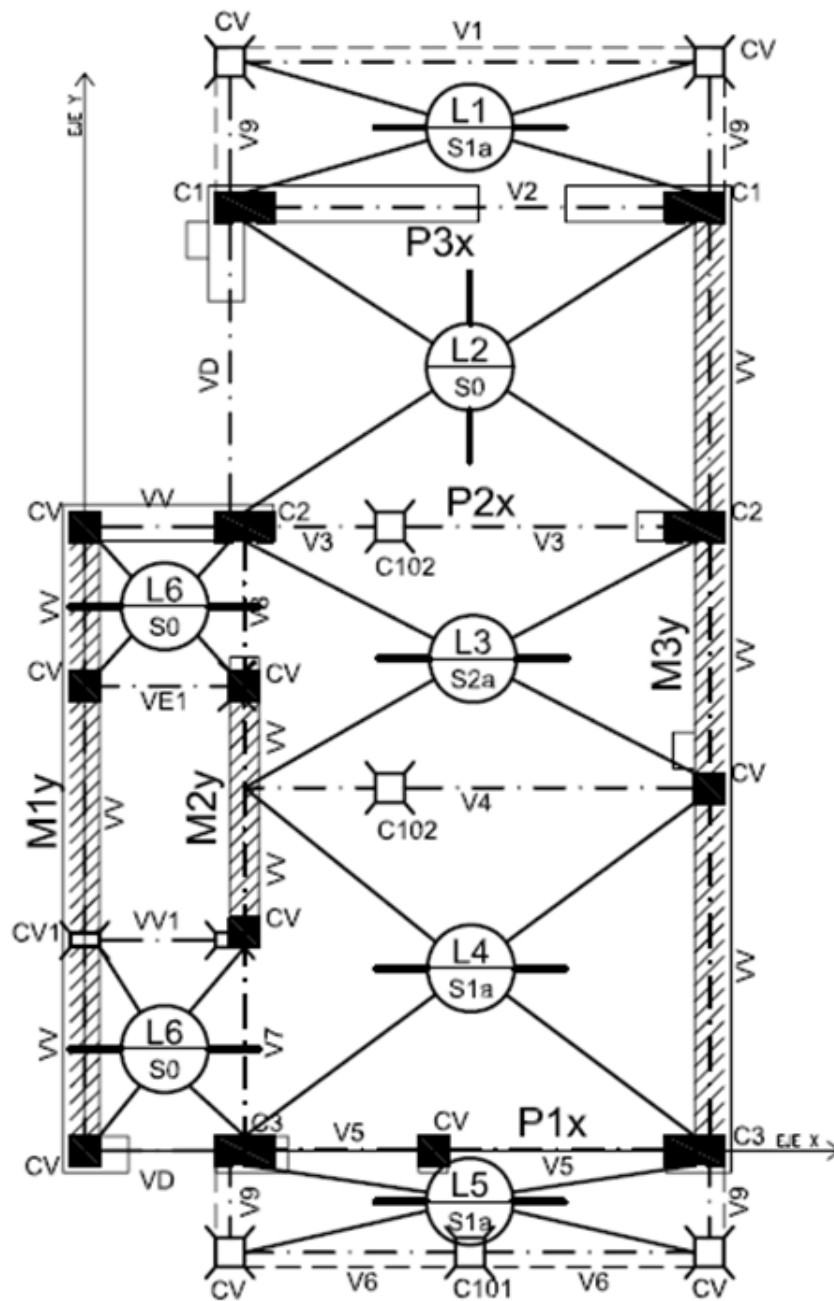 CV
V1
CV
EJE Y
V9
L1
S1a
V9
C1
V2
C1
P3x
VD
L2
S0
VV
CV
VV
C2
P2x
C2
V3
V3
C102
VV
L6
S0
L3
S2a
M3y
VV
CV
CV
VE1
M1y
VV
M2y
VV
V4
CV
C102
VV
CV1
VV1
CV
L4
S1a
VV
VV
L6
S0
V7
C3
V5
CV
P1x
C3
EJE X
CV
VD
V9
L5
S1a
V5
V9
CV
V6
C101
V6
CV